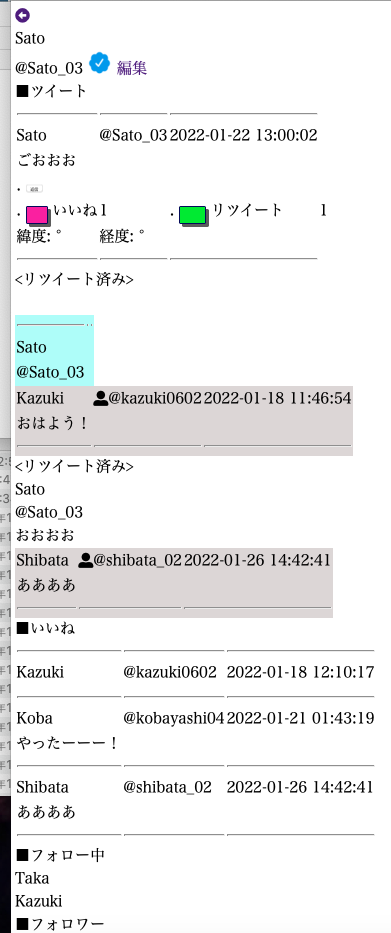 Sato
@Sato_03 編集
■ツイート
Sato @Sato_03 2022-01-22 13:00:02
ごおおお
. いいね 1 . リツイート 1
緯度: ° 経度: °
<リツイート済み>
Sato
@Sato_03
Kazuki @kazuki0602 2022-01-18 11:46:54
おはよう！
<リツイート済み>
Sato
@Sato_03
おおおお
Shibata @shibata_02 2022-01-26 14:42:41
ああああ
■いいね
Kazuki @kazuki0602 2022-01-18 12:10:17
Koba @kobayashi04 2022-01-21 01:43:19
やったーーー！
Shibata @shibata_02 2022-01-26 14:42:41
ああああ
■フォロー中
Taka
Kazuki
■フォロワー